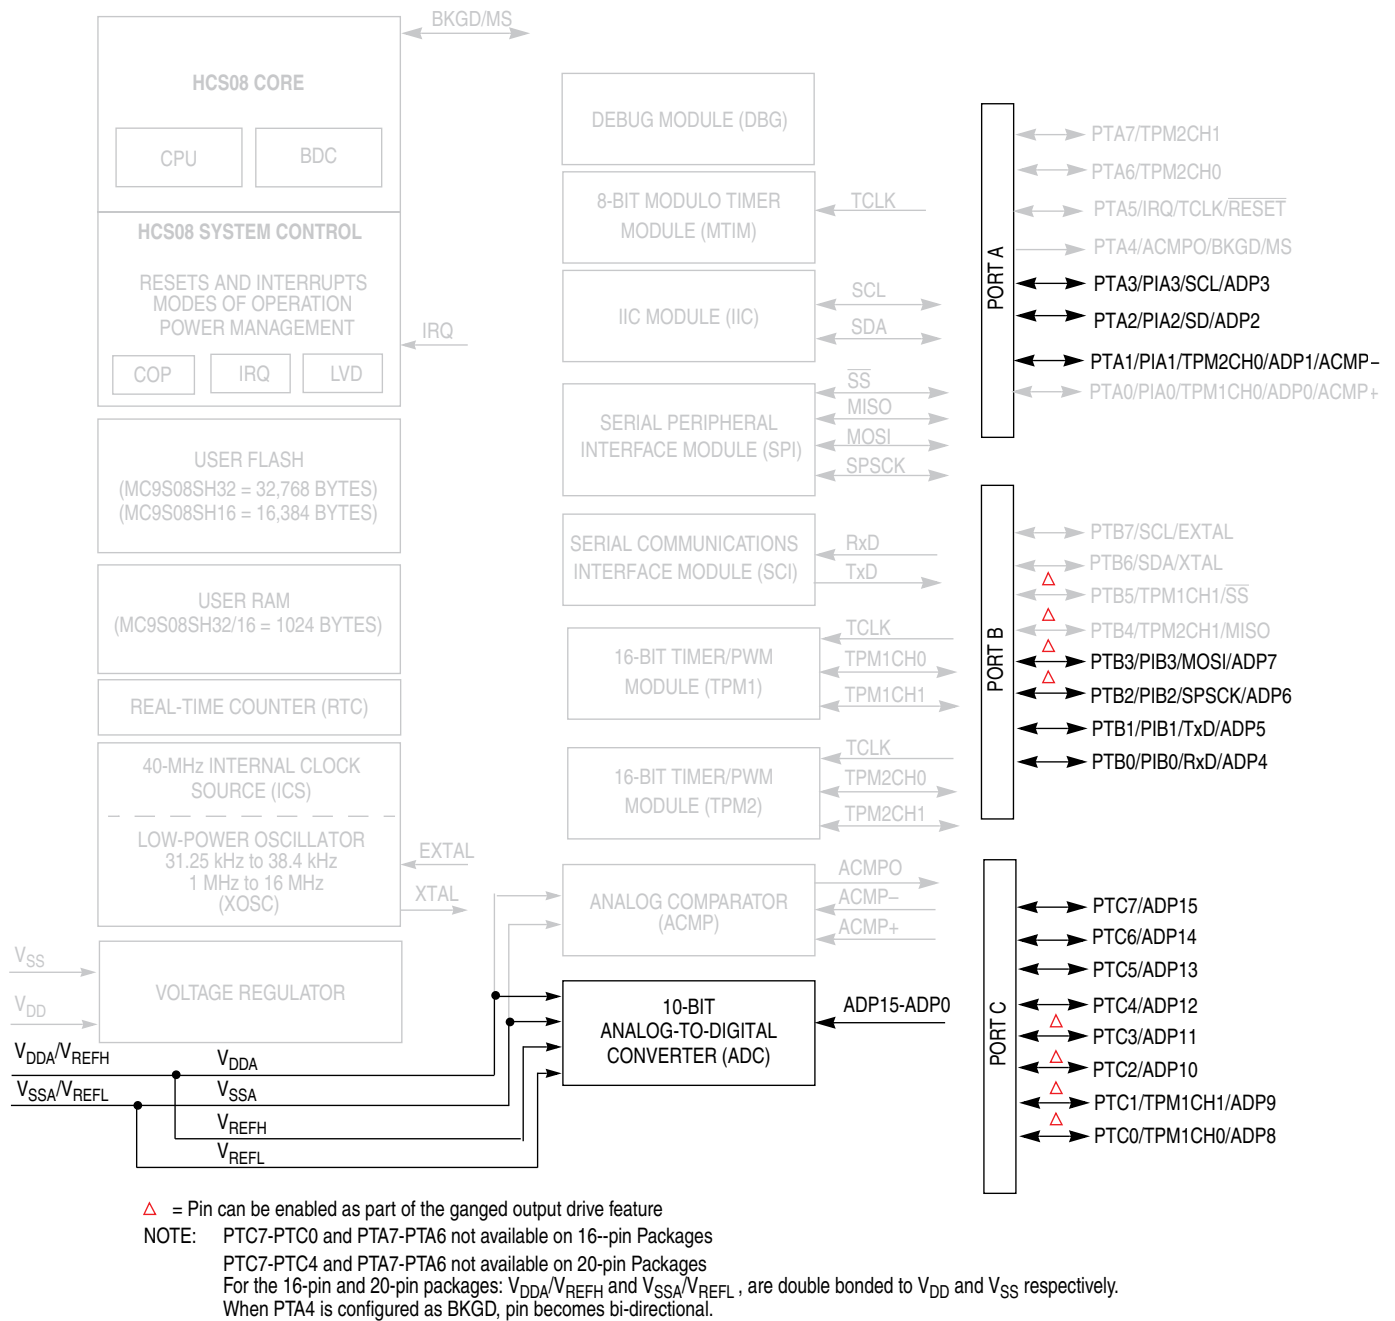 BKGD/MS
HCS08 CORE
CPU
BDC
HCS08 SYSTEM CONTROL
RESETS AND INTERRUPTS
MODES OF OPERATION
POWER MANAGEMENT
IRQ
COP
IRQ
LVD
USER FLASH
(MC9S08SH32 = 32,768 BYTES)
(MC9S08SH16 = 16,384 BYTES)
USER RAM
(MC9S08SH32/16 = 1024 BYTES)
REAL-TIME COUNTER (RTC)
40-MHz INTERNAL CLOCK
SOURCE (ICS)
LOW-POWER OSCILLATOR
31.25 kHz to 38.4 kHz
1 MHz to 16 MHz
(XOSC)
EXTAL
XTAL
VSS
VDD
VOLTAGE REGULATOR
VDDA/VREFH
VDDA
VSSA/VREFL
VSSA
VREFH
VREFL
DEBUG MODULE (DBG)
8-BIT MODULO TIMER
MODULE (MTIM)
TCLK
IIC MODULE (IIC)
SCL
SDA
SERIAL PERIPHERAL
INTERFACE MODULE (SPI)
SS
MISO
MOSI
SPSCK
SERIAL COMMUNICATIONS
INTERFACE MODULE (SCI)
RxD
TxD
16-BIT TIMER/PWM
MODULE (TPM1)
TCLK
TPM1CH0
TPM1CH1
16-BIT TIMER/PWM
MODULE (TPM2)
TCLK
TPM2CH0
TPM2CH1
ANALOG COMPARATOR
(ACMP)
ACMPO
ACMP–
ACMP+
10-BIT
ANALOG-TO-DIGITAL
CONVERTER (ADC)
ADP15-ADP0
PORT A
PTA7/TPM2CH1
PTA6/TPM2CH0
PTA5/IRQ/TCLK/RESET
PTA4/ACMPO/BKGD/MS
PTA3/PIA3/SCL/ADP3
PTA2/PIA2/SD/ADP2
PTA1/PIA1/TPM2CH0/ADP1/ACMP–
PTA0/PIA0/TPM1CH0/ADP0/ACMP+
PORT B
PTB7/SCL/EXTAL
PTB6/SDA/XTAL
PTB5/TPM1CH1/SS
PTB4/TPM2CH1/MISO
PTB3/PIB3/MOSI/ADP7
PTB2/PIB2/SPSCK/ADP6
PTB1/PIB1/TxD/ADP5
PTB0/PIB0/RxD/ADP4
PORT C
PTC7/ADP15
PTC6/ADP14
PTC5/ADP13
PTC4/ADP12
PTC3/ADP11
PTC2/ADP10
PTC1/TPM1CH1/ADP9
PTC0/TPM1CH0/ADP8
Δ = Pin can be enabled as part of the ganged output drive feature
NOTE: PTC7-PTC0 and PTA7-PTA6 not available on 16--pin Packages
PTC7-PTC4 and PTA7-PTA6 not available on 20-pin Packages
For the 16-pin and 20-pin packages: VDDA/VREFH and VSSA/VREFL , are double bonded to VDD and VSS respectively.
When PTA4 is configured as BKGD, pin becomes bi-directional.